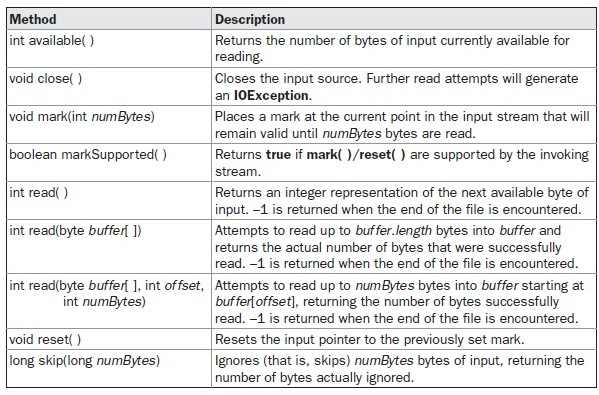 Method Description
int available( ) Returns the number of bytes of input currently available for
reading.
void close( ) Closes the input source. Further read attempts will generate
an IOException.
void mark(int numBytes) Places a mark at the current point in the input stream that will
remain valid until numBytes bytes are read.
boolean markSupported( ) Returns true if mark( )/reset( ) are supported by the invoking
stream.
int read( ) Returns an integer representation of the next available byte of
input. –1 is returned when the end of the file is encountered.
int read(byte buffer[ ]) Attempts to read up to buffer.length bytes into buffer and
returns the actual number of bytes that were successfully
read. –1 is returned when the end of the file is encountered.
int read(byte buffer[ ], int offset, Attempts to read up to numBytes bytes into buffer starting at
int numBytes) buffer[offset], returning the number of bytes successfully
read. –1 is returned when the end of the file is encountered.
void reset( ) Resets the input pointer to the previously set mark.
long skip(long numBytes) Ignores (that is, skips) numBytes bytes of input, returning the
number of bytes actually ignored.